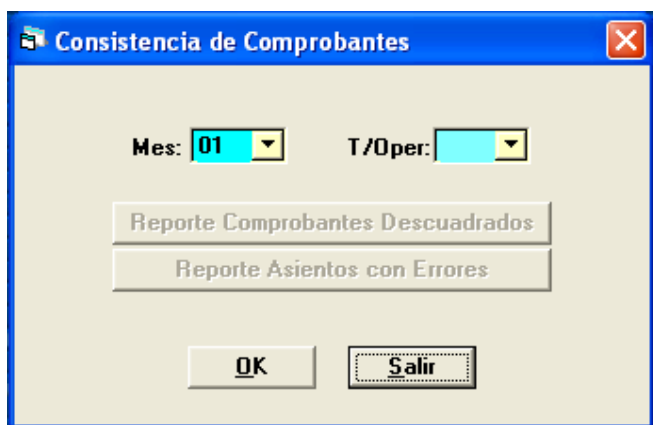 Consistencia de Comprobantes
Mes: 01 T/Oper:
Reporte Comprobantes Descuadrados
Reporte Asientos con Errores
OK Salir